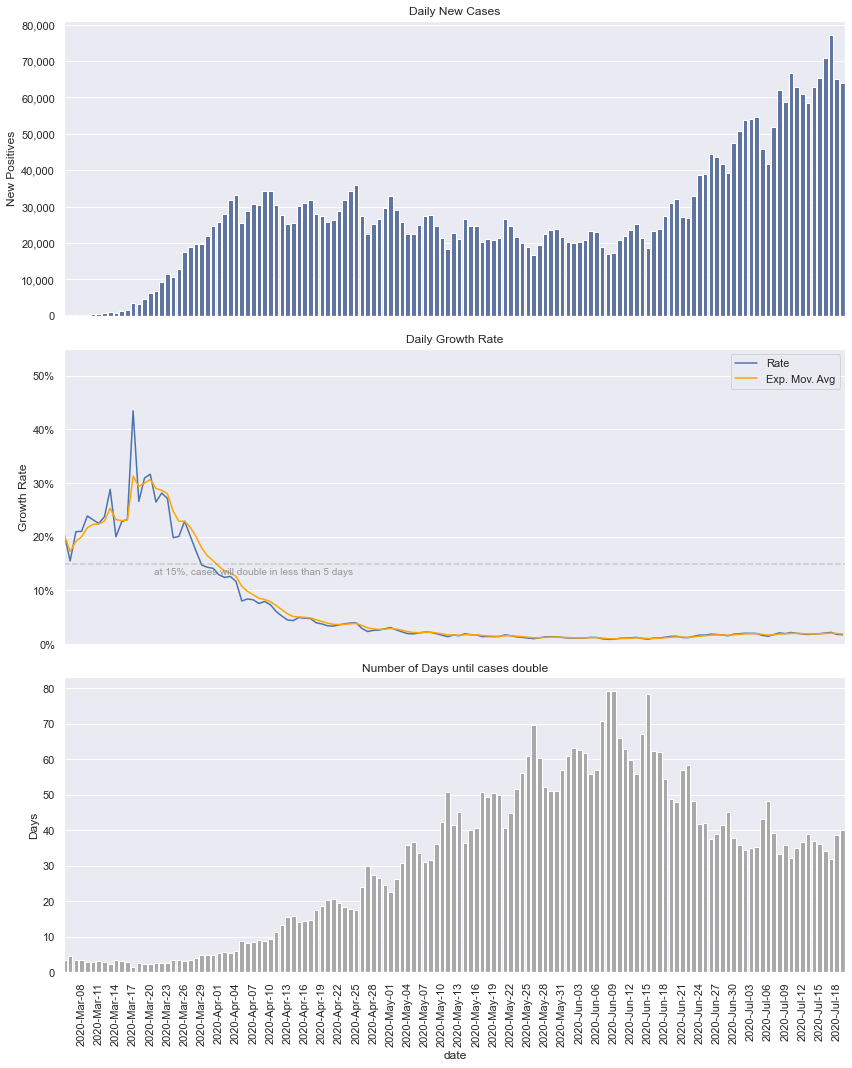 Daily New Cases
80,000
70,000
60,000
50,000
40,000
30,000
20,000
10,000
0
New Positives
Daily Growth Rate
50%
40%
30%
20%
10%
0%
Growth Rate
Rate
Exp. Mov. Avg
at 15%, cases will double in less than 5 days
Number of Days until cases double
80
70
60
50
40
30
20
10
0
Days
2020-Mar-08
2020-Mar-11
2020-Mar-14
2020-Mar-17
2020-Mar-20
2020-Mar-23
2020-Mar-26
2020-Mar-29
2020-Apr-01
2020-Apr-04
2020-Apr-07
2020-Apr-10
2020-Apr-13
2020-Apr-16
2020-Apr-19
2020-Apr-22
2020-Apr-25
2020-Apr-28
2020-May-01
2020-May-04
2020-May-07
2020-May-10
2020-May-13
2020-May-16
2020-May-19
2020-May-22
2020-May-25
2020-May-28
2020-May-31
2020-Jun-03
2020-Jun-06
2020-Jun-09
2020-Jun-12
2020-Jun-15
2020-Jun-18
2020-Jun-21
2020-Jun-24
2020-Jun-27
2020-Jun-30
2020-Jul-03
2020-Jul-06
2020-Jul-09
2020-Jul-12
2020-Jul-15
2020-Jul-18
date